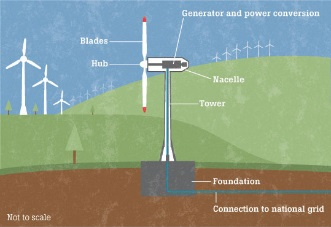 Generator and power conversion
Blades
Hub
Nacelle
Tower
Foundation
Connection to national grid
Not to scale